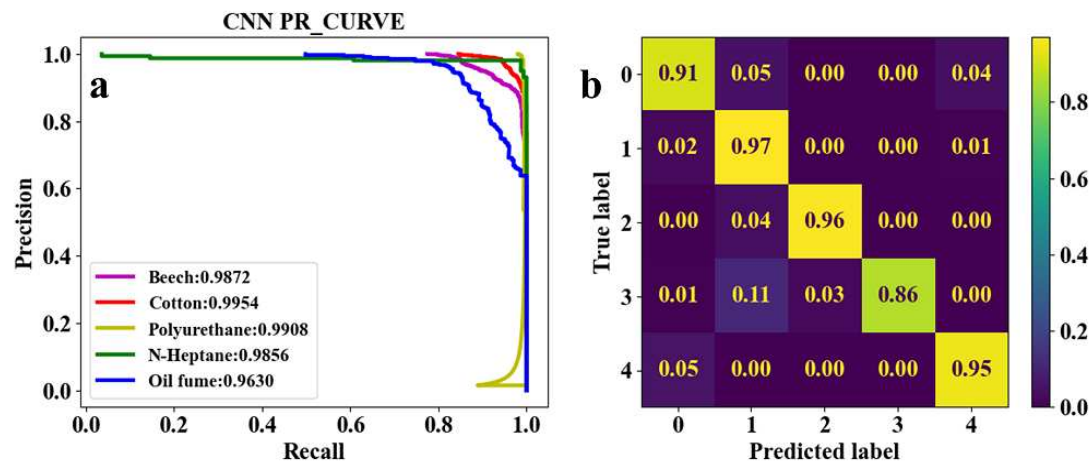 CNN PR_CURVE
a
Precision
1.0
0.8
0.6
0.4
0.2
0.0
Beech:0.9872
Cotton:0.9954
Polyurethane:0.9908
N-Heptane:0.9856
Oil fume:0.9630
0.0 0.2 0.4 0.6 0.8 1.0
Recall
b
True label
0 0.91 0.05 0.00 0.00 0.04
1 0.02 0.97 0.00 0.00 0.01
2 0.00 0.04 0.96 0.00 0.00
3 0.01 0.11 0.03 0.86 0.00
4 0.05 0.00 0.00 0.00 0.95
0 1 2 3 4
Predicted label
0.8
0.6
0.4
0.2
0.0